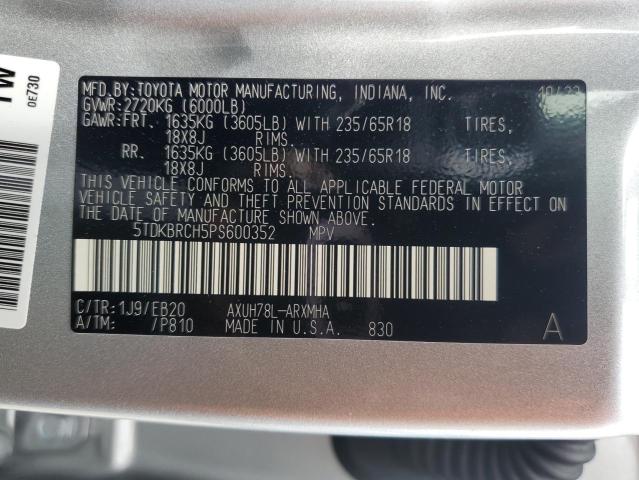 MFD.BY:TOYOTA MOTOR MANUFACTURING, INDIANA, INC. 10/22
GVWR:2720KG (6000LB)
GAWR:FRT. 1635KG (3605LB) WITH 235/65R18 TIRES,
18X8J RIMS.
RR. 1635KG (3605LB) WITH 235/65R18 TIRES,
18X8J RIMS.
THIS VEHICLE CONFORMS TO ALL APPLICABLE FEDERAL MOTOR
VEHICLE SAFETY AND THEFT PREVENTION STANDARDS IN EFFECT ON
THE DATE OF MANUFACTURE SHOWN ABOVE.
5TDKBRCH5PS600352 MPV
C/TR:1J9/EB20 AXUH78L-ARXMHA
A/TM: /P810 MADE IN U.S.A. 830
A
OE730